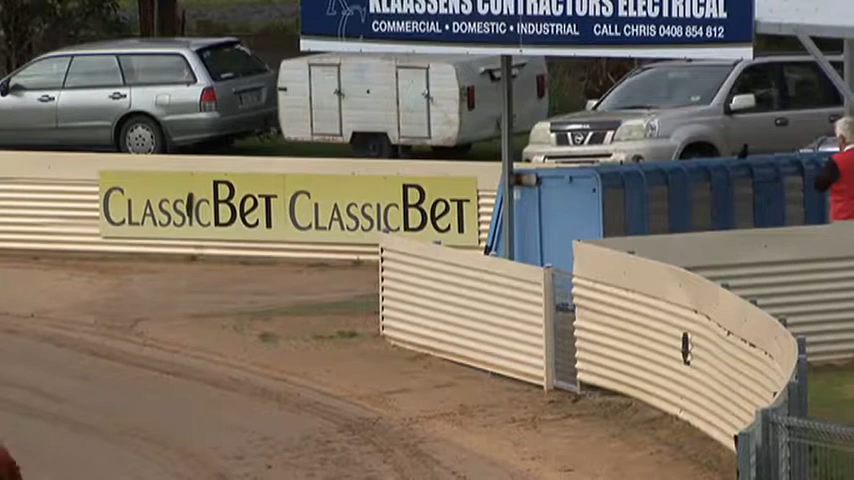 KLAASSENS CONTRACTORS ELECTRICAL
COMMERCIAL • DOMESTIC • INDUSTRIAL CALL CHRIS 0408 854 812
CLASSICBET CLASSICBET